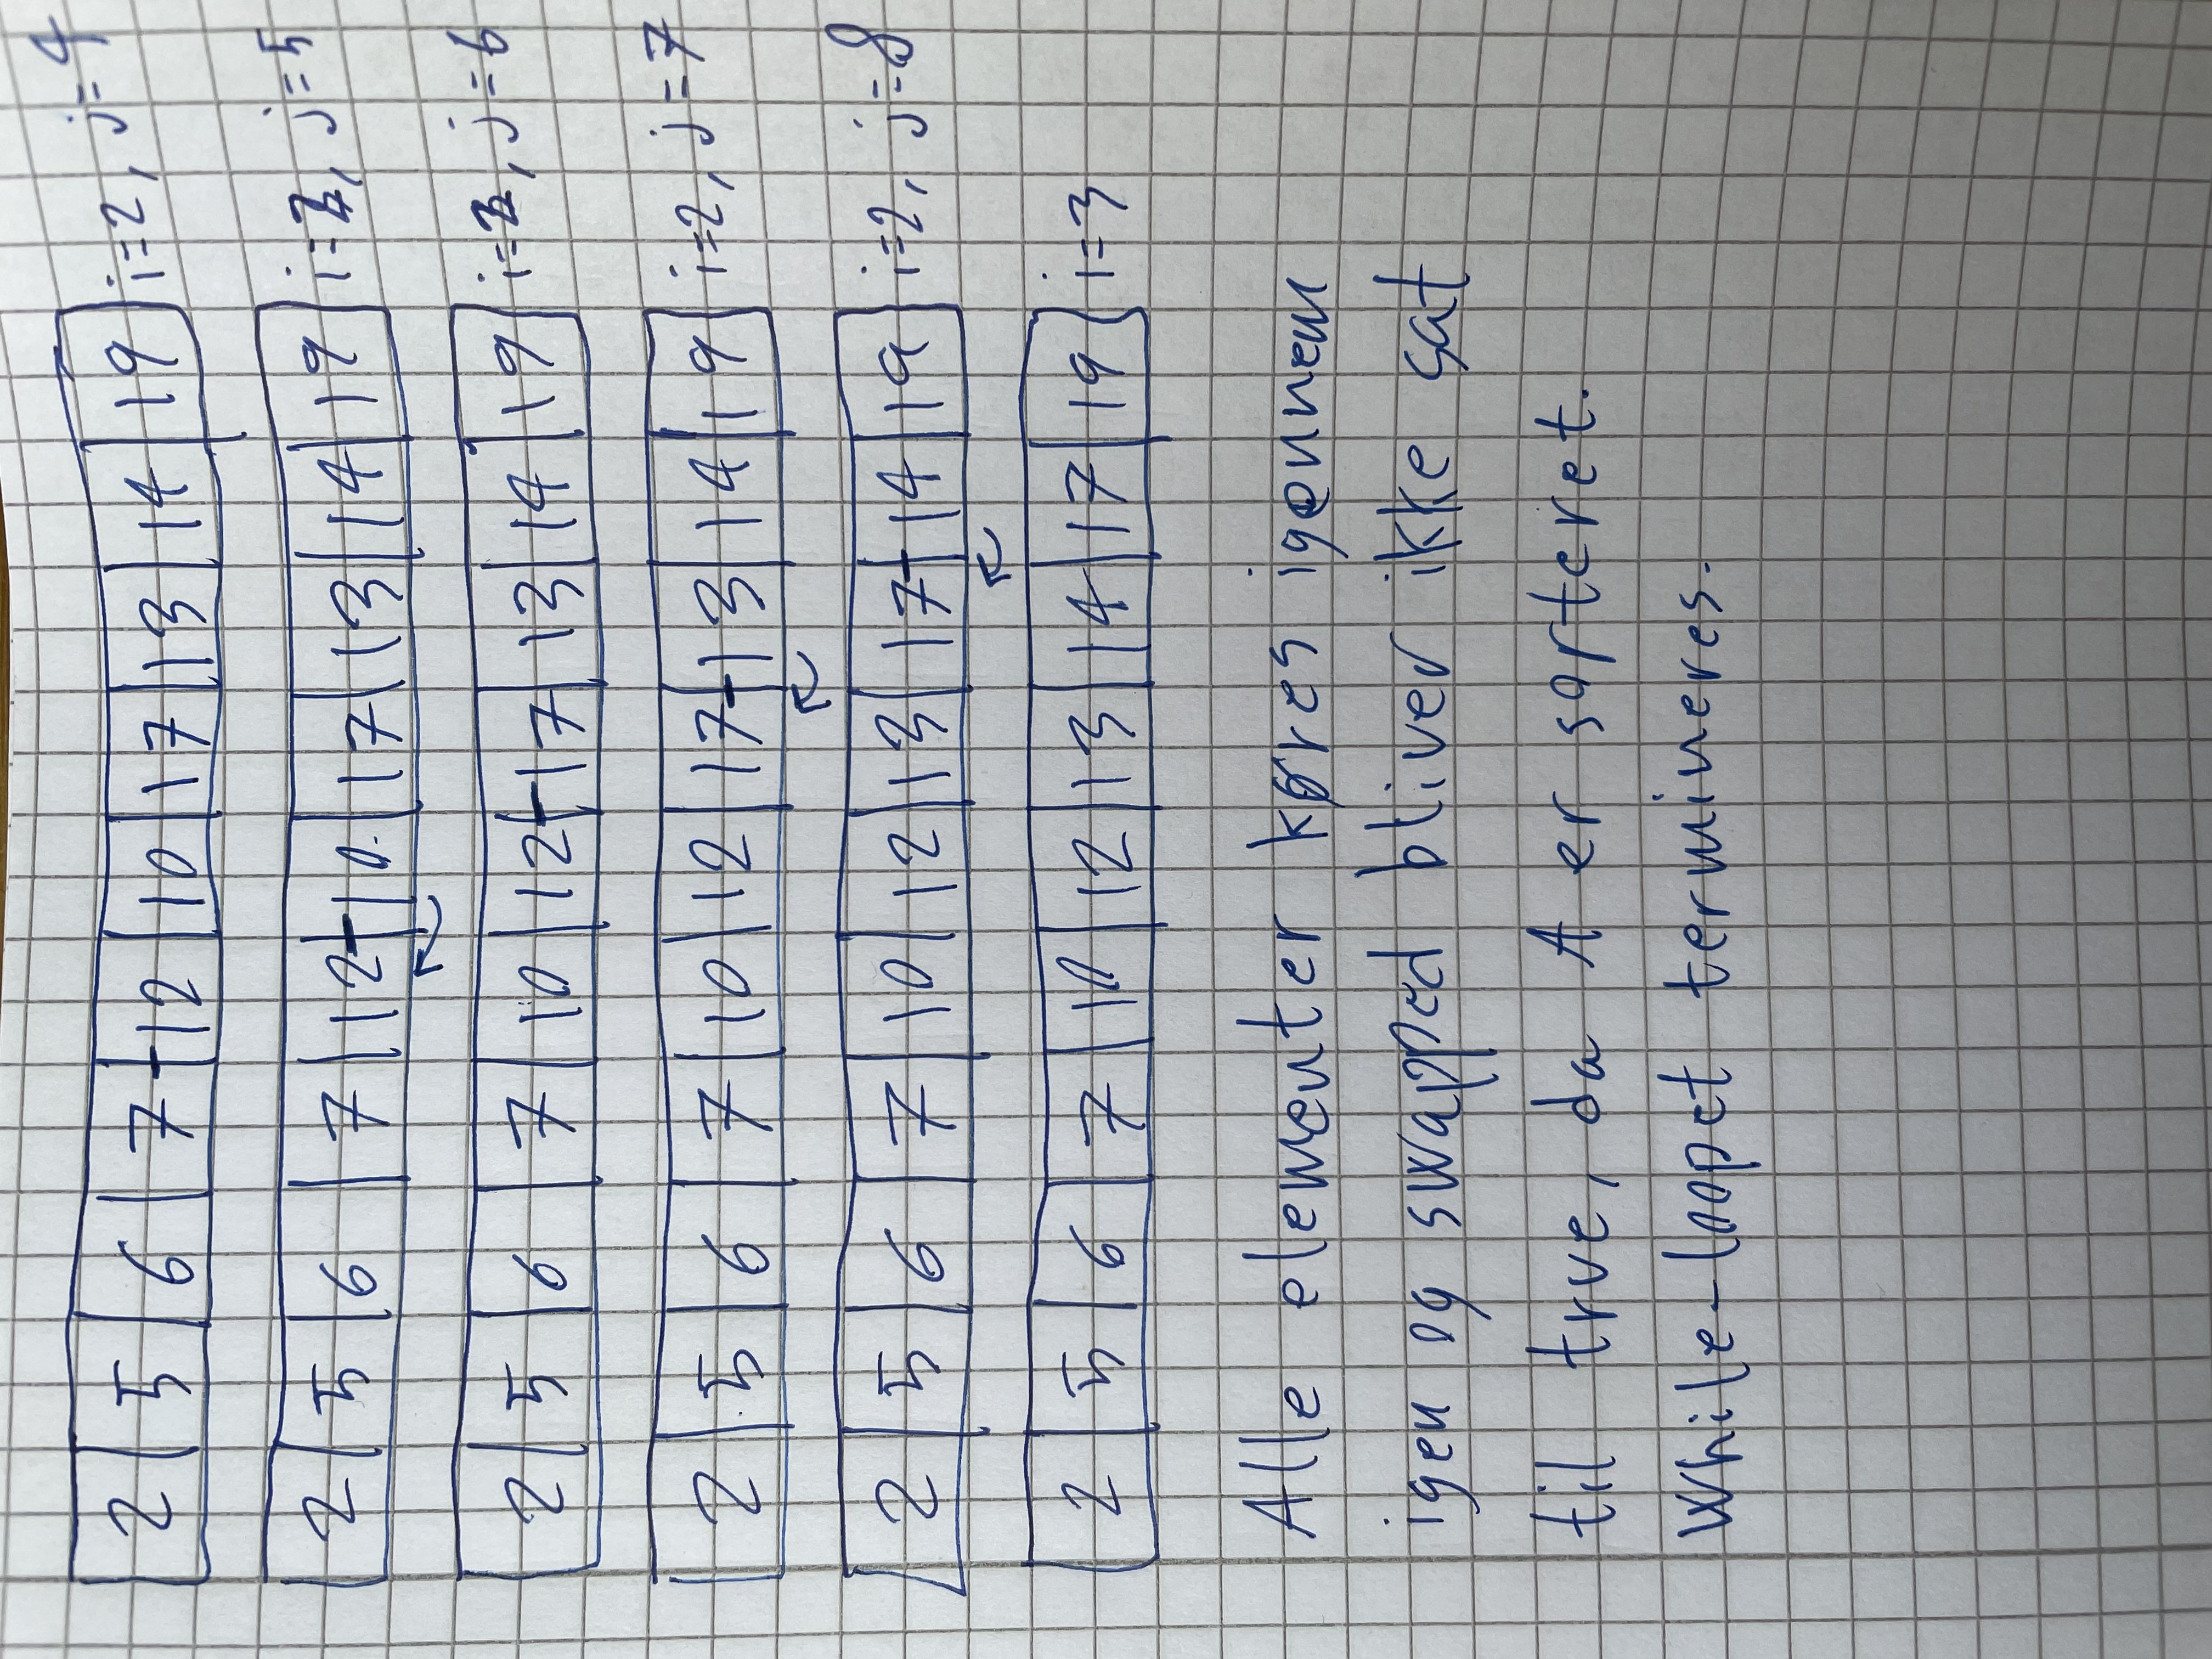 2 5 6 7 12 10 17 13 14 19 i=2, j=4
2 5 6 7 12 10 17 13 14 19 i=2, j=5
2 5 6 7 10 12 17 13 14 19 i=2, j=6
2 5 6 7 10 12 17 13 14 19 i=2, j=7
2 5 6 7 10 12 13 17 14 19 i=2, j=8
2 5 6 7 10 12 13 14 17 19 i=3
Alle elementer køres igennem
igen og swapped bliver ikke sat
til true, da A er sorteret.
While-loopet termineres.